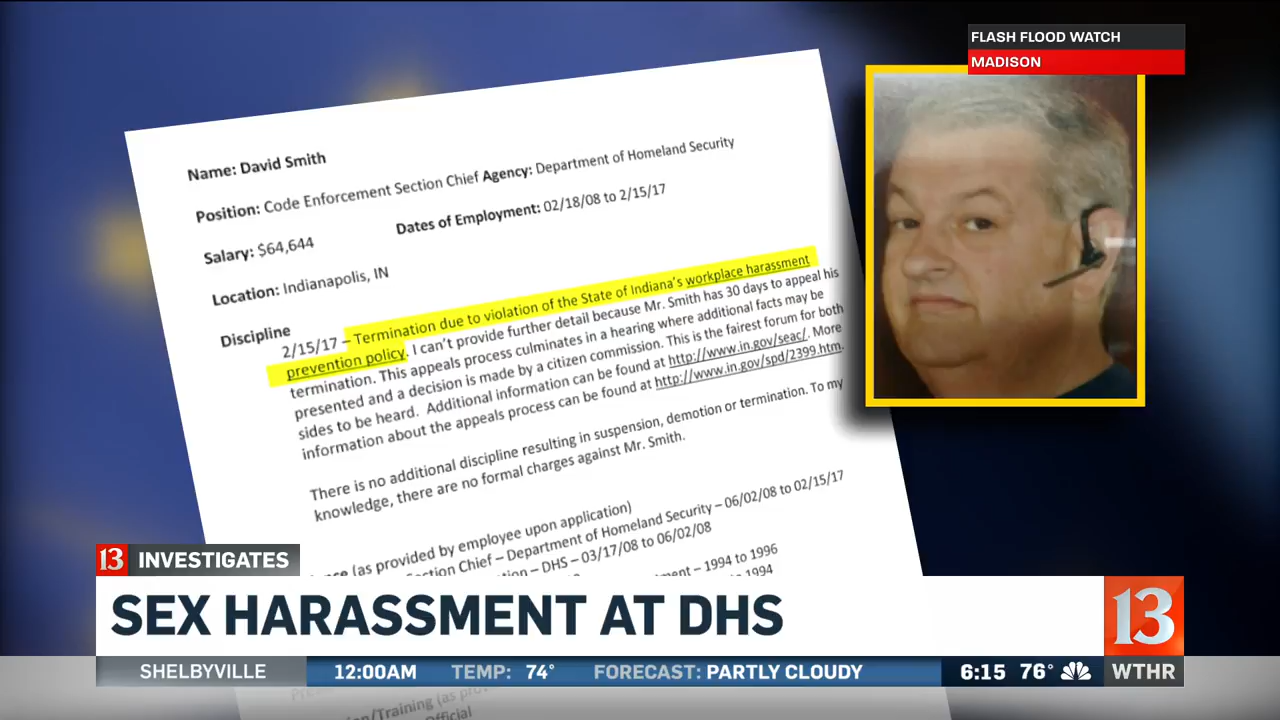 FLASH FLOOD WATCH
MADISON
Name: David Smith
Position: Code Enforcement Section Chief Agency: Department of Homeland Security
Salary: $64,644
Dates of Employment: 02/18/08 to 2/15/17
Location: Indianapolis, IN
Discipline
2/15/17 – Termination due to violation of the State of Indiana's workplace harassment
prevention policy. I can't provide further detail because Mr. Smith has 30 days to appeal his
termination. This appeals process culminates in a hearing where additional facts may be
presented and a decision is made by a citizen commission. This is the fairest forum for both
sides to be heard. Additional information can be found at http://www.in.gov/seac/. More
information about the appeals process can be found at http://www.in.gov/spd/2399.htm.
There is no additional discipline resulting in suspension, demotion or termination. To my
knowledge, there are no formal charges against Mr. Smith.
(as provided by employee upon application)
Section Chief – Department of Homeland Security – 06/02/08 to 02/15/17
– DHS – 03/17/08 to 06/02/08
– 1994 to 1996
to 1994
13 INVESTIGATES
SEX HARASSMENT AT DHS
13
SHELBYVILLE 12:00AM TEMP: 74° FORECAST: PARTLY CLOUDY 6:15 76° WTHR
/Training (as
Official